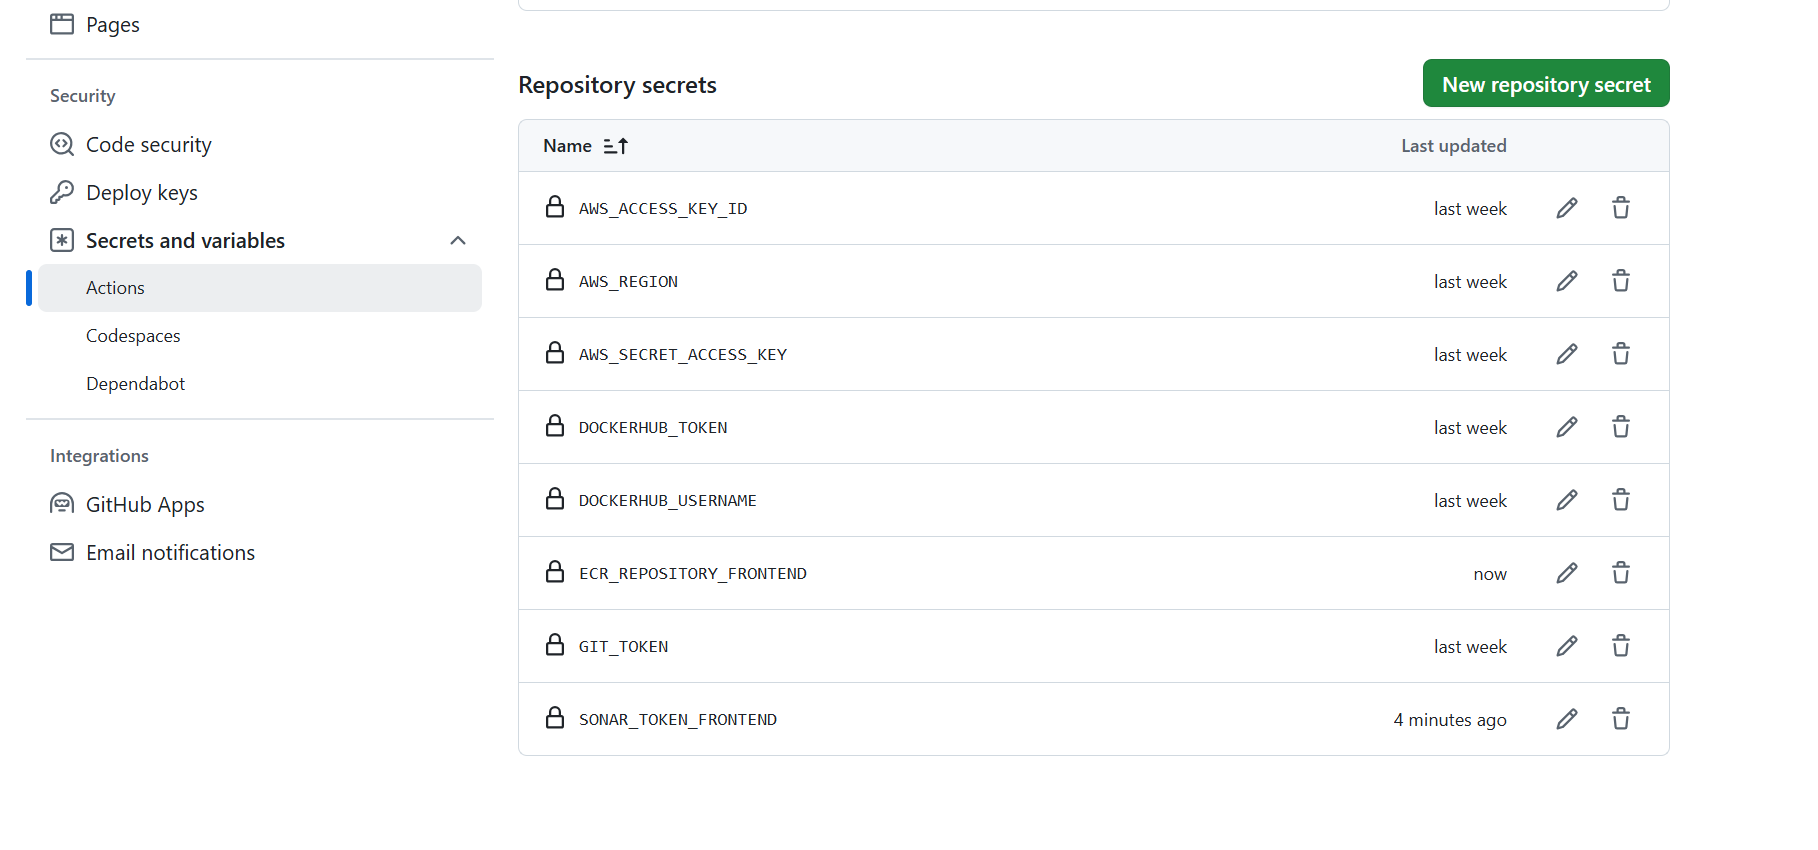 Pages
Security
Code security
Deploy keys
Secrets and variables
Actions
Codespaces
Dependabot
Integrations
GitHub Apps
Email notifications
Repository secrets
New repository secret
Name Last updated
AWS_ACCESS_KEY_ID last week
AWS_REGION last week
AWS_SECRET_ACCESS_KEY last week
DOCKERHUB_TOKEN last week
DOCKERHUB_USERNAME last week
ECR_REPOSITORY_FRONTEND now
GIT_TOKEN last week
SONAR_TOKEN_FRONTEND 4 minutes ago